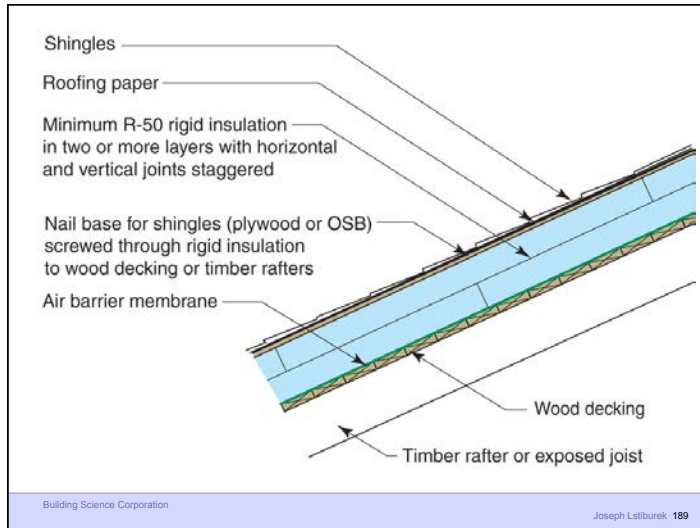 Shingles
Roofing paper
Minimum R-50 rigid insulation
in two or more layers with horizontal
and vertical joints staggered
Nail base for shingles (plywood or OSB)
screwed through rigid insulation
to wood decking or timber rafters
Air barrier membrane
Wood decking
Timber rafter or exposed joist
Building Science Corporation
Joseph Lstiburek 189